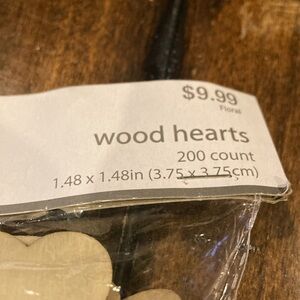 $9.99
Floral
wood hearts
200 count
1.48 x 1.48in (3.75 x 3.75cm)